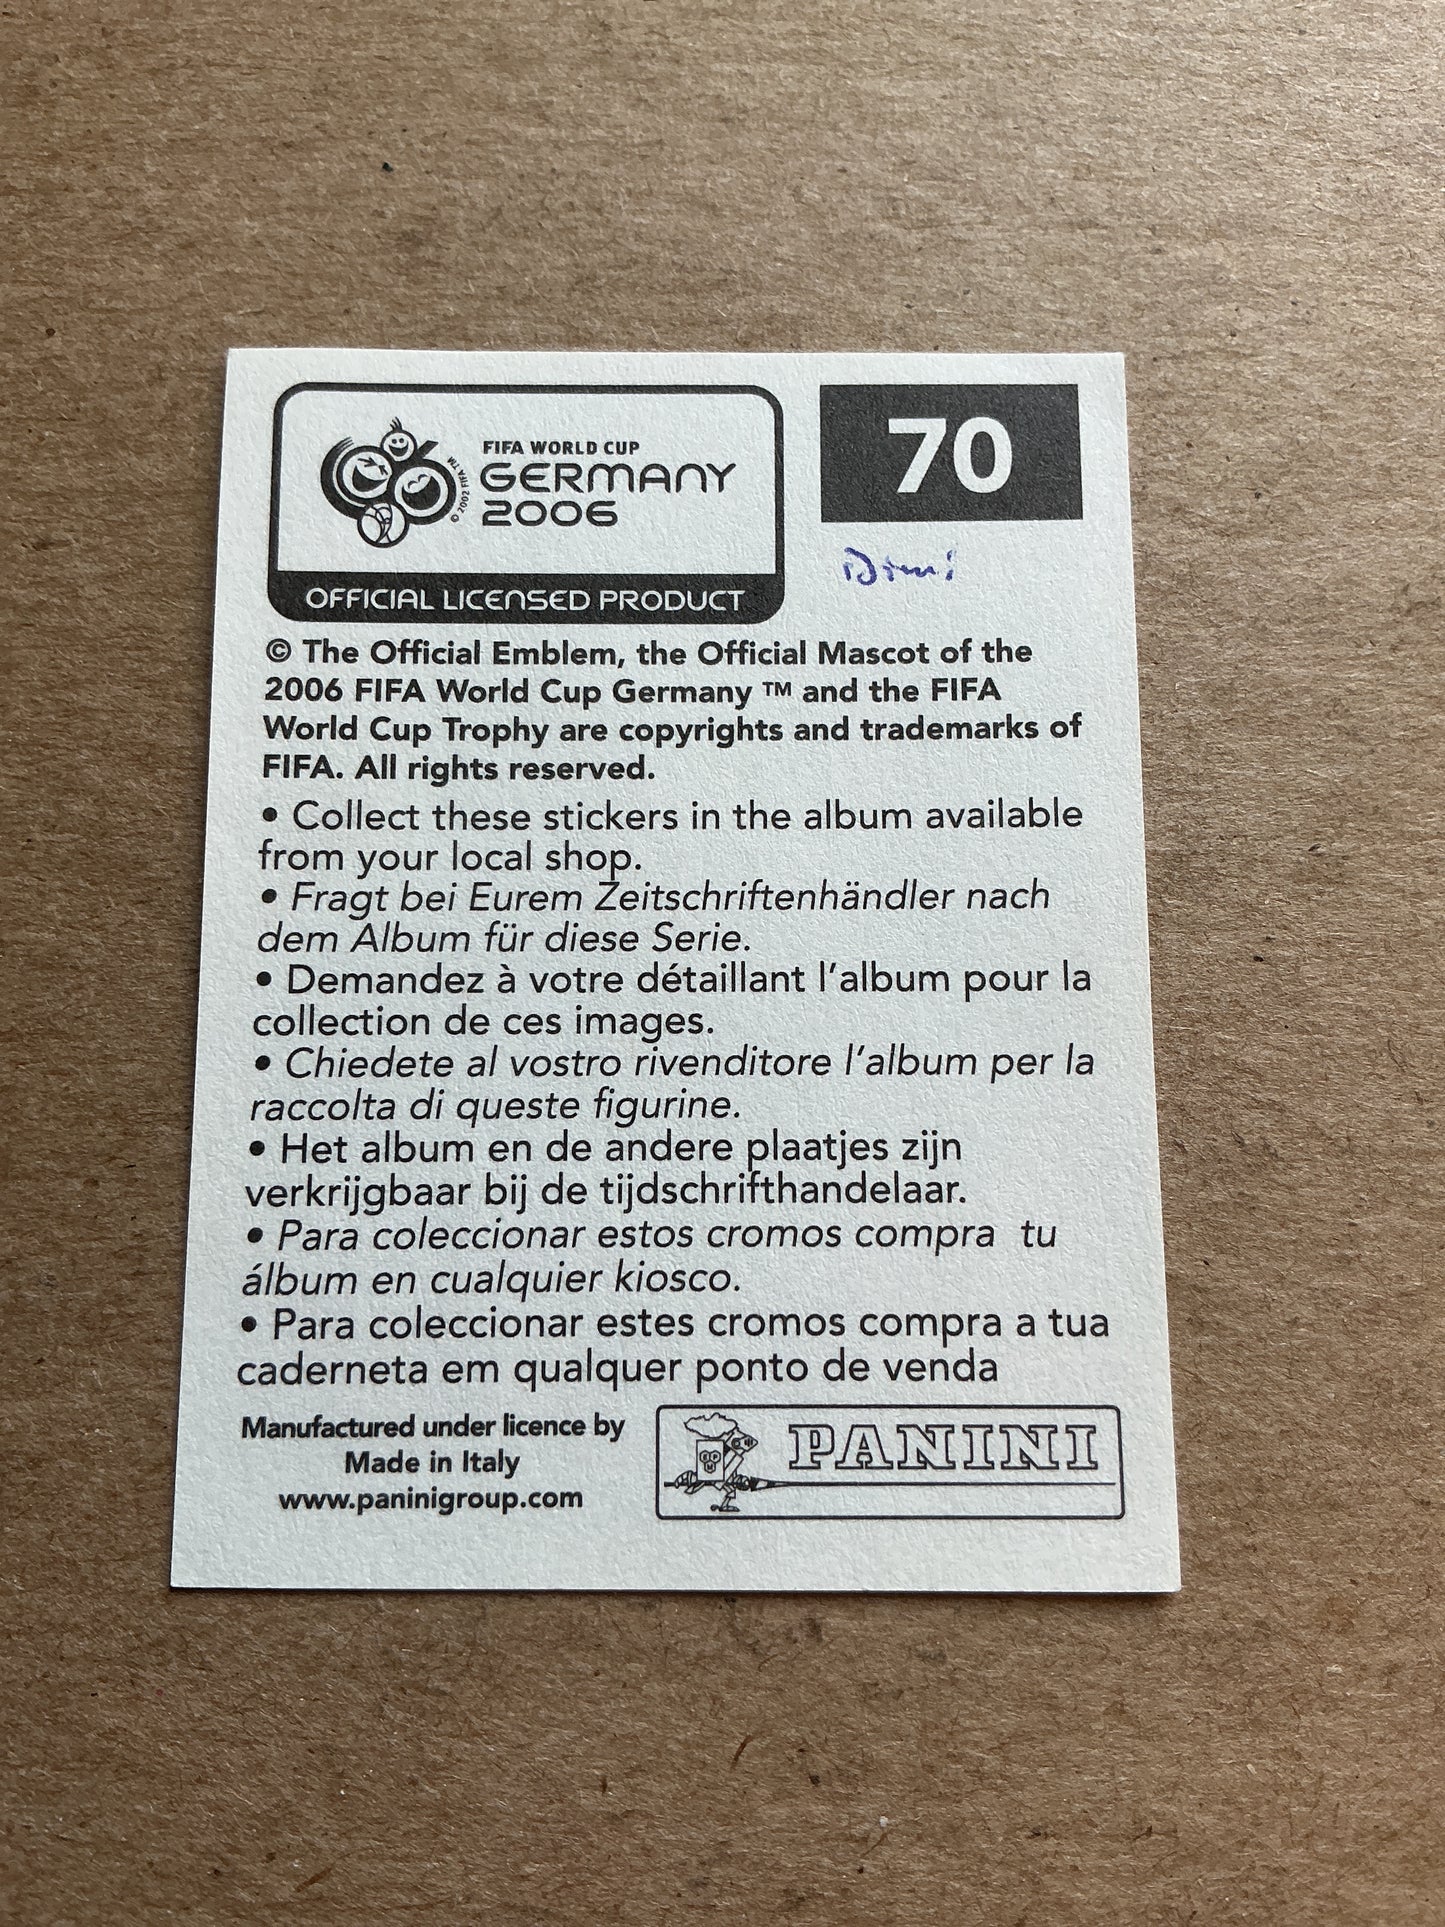 FIFA WORLD CUP
GERMANY
2006
© 2002 FIFA TM
OFFICIAL LICENSED PRODUCT
70
© The Official Emblem, the Official Mascot of the
2006 FIFA World Cup Germany ™ and the FIFA
World Cup Trophy are copyrights and trademarks of
FIFA. All rights reserved.
• Collect these stickers in the album available
from your local shop.
• Fragt bei Eurem Zeitschriftenhändler nach
dem Album für diese Serie.
• Demandez à votre détaillant l'album pour la
collection de ces images.
• Chiedete al vostro rivenditore l'album per la
raccolta di queste figurine.
• Het album en de andere plaatjes zijn
verkrijgbaar bij de tijdschrifthandelaar.
• Para coleccionar estos cromos compra tu
álbum en cualquier kiosco.
• Para coleccionar estes cromos compra a tua
caderneta em qualquer ponto de venda
Manufactured under licence by
Made in Italy
www.paninigroup.com
PANINI